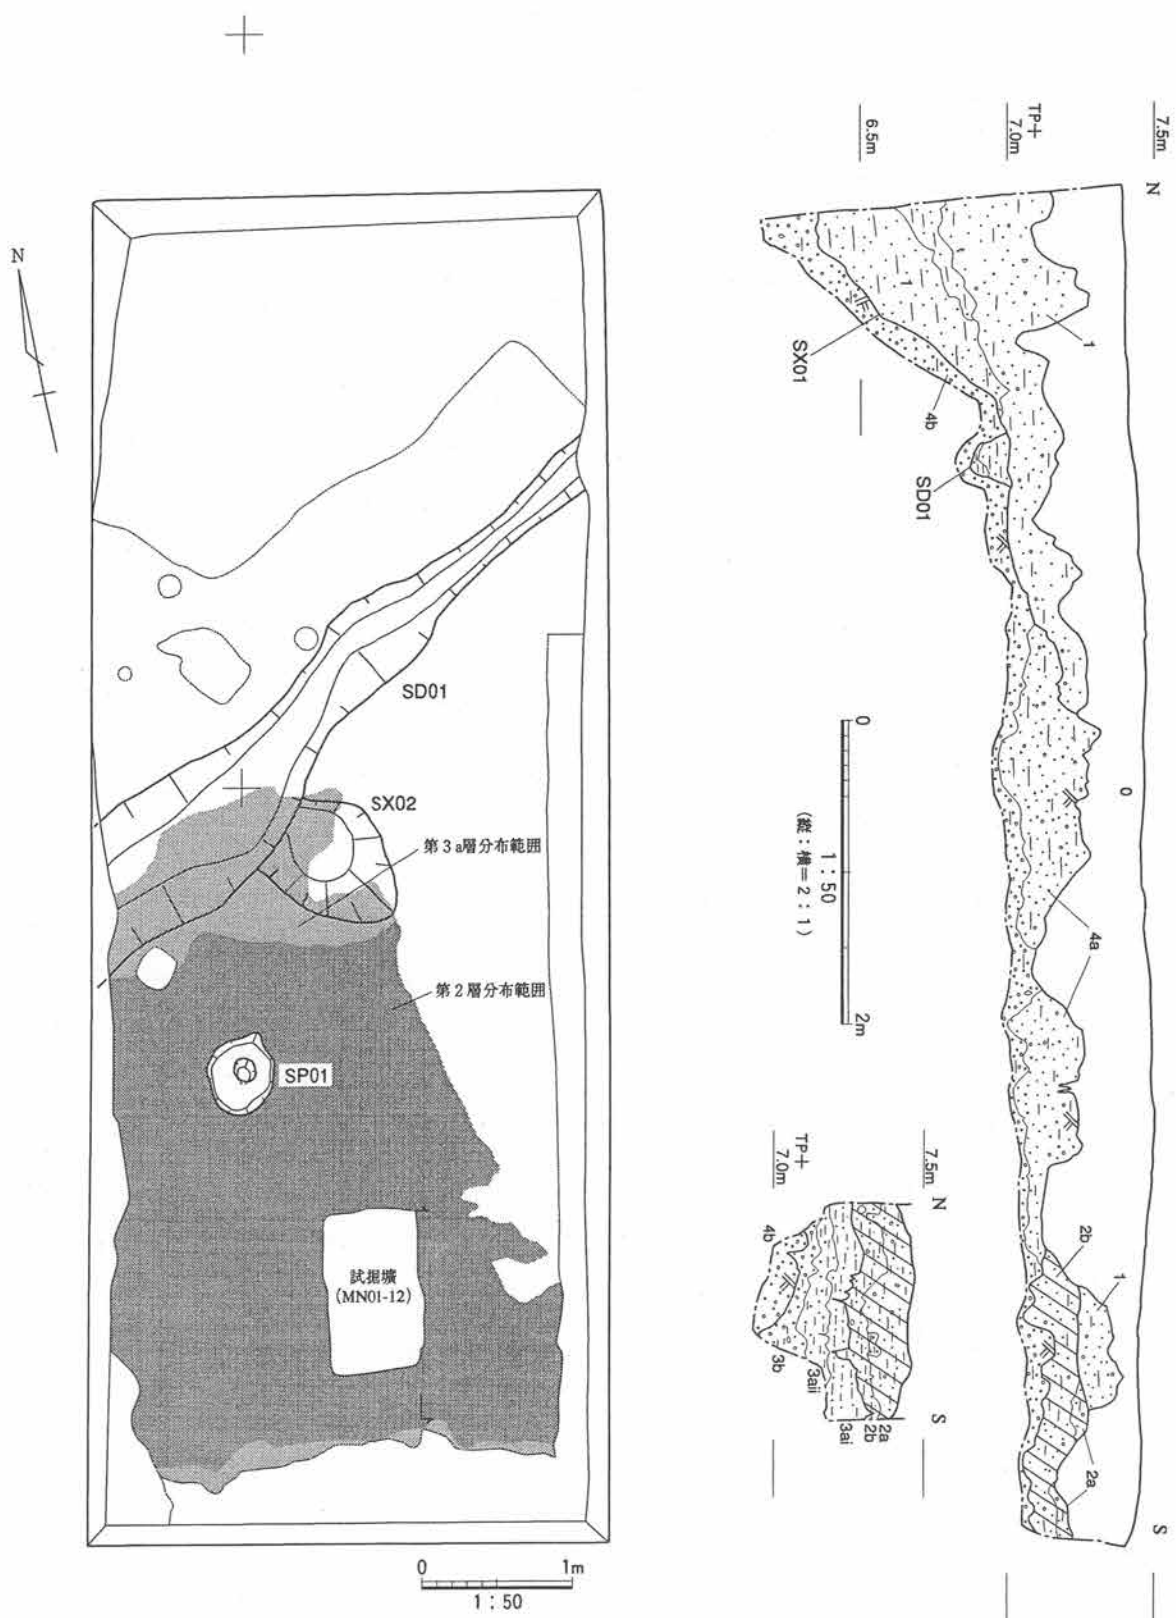 N
SD01
SX02
第3a層分布範囲
第2層分布範囲
SP01
試掘壙
(MN01-12)
0 1m
1:50
7.5m
TP+
7.0m
6.5m
N
1
1
SX01
4b
SD01
0
4a
2b
1
2a
S
0 2m
1:50
(縦:横=2:1)
7.5m
TP+
7.0m
N
4b
3b
3aii
3ai
2b
2a
S